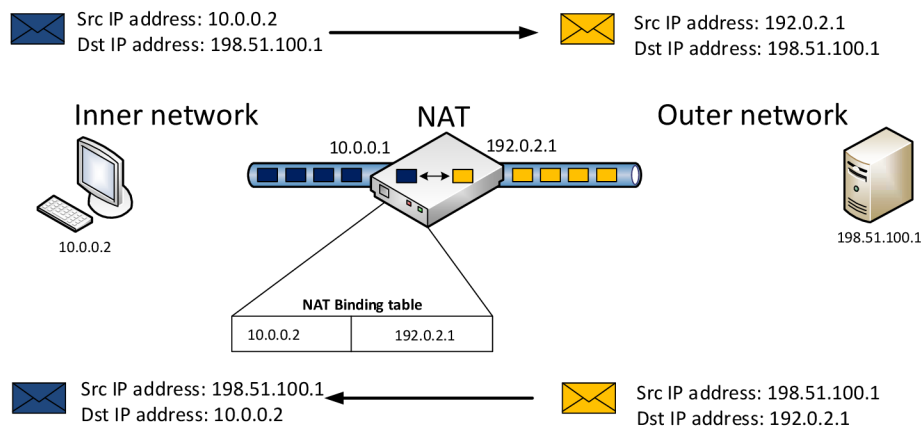 Src IP address: 10.0.0.2
Dst IP address: 198.51.100.1
Src IP address: 192.0.2.1
Dst IP address: 198.51.100.1
Inner network
NAT
Outer network
10.0.0.1
192.0.2.1
10.0.0.2
198.51.100.1
NAT Binding table
10.0.0.2
192.0.2.1
Src IP address: 198.51.100.1
Dst IP address: 10.0.0.2
Src IP address: 198.51.100.1
Dst IP address: 192.0.2.1